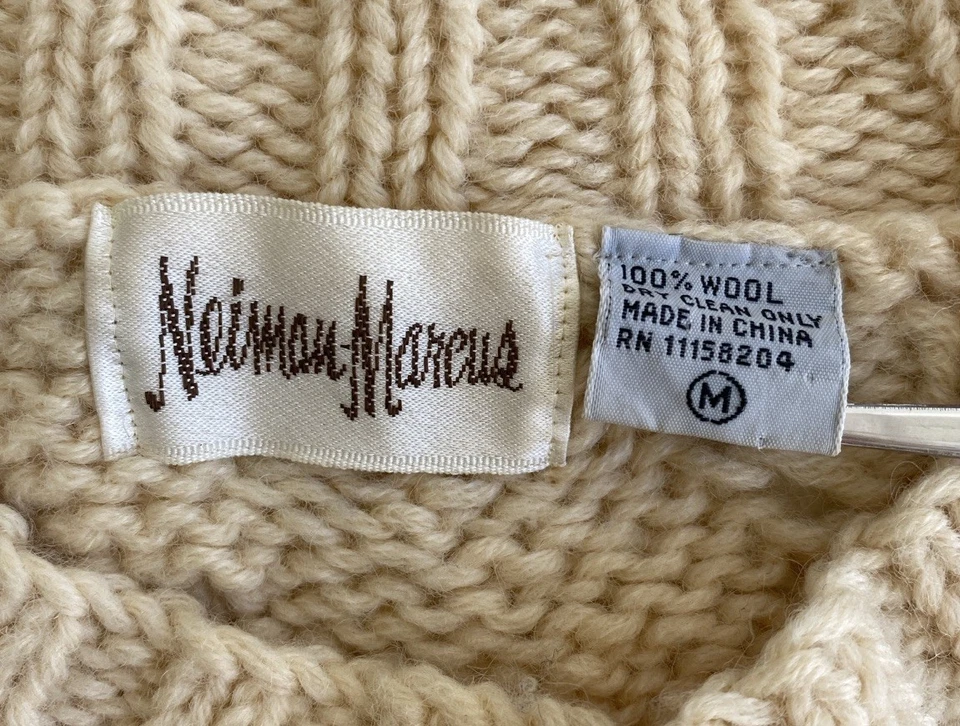 Neiman-Marcus
100% WOOL
DRY CLEAN ONLY
MADE IN CHINA
RN 11158204
M